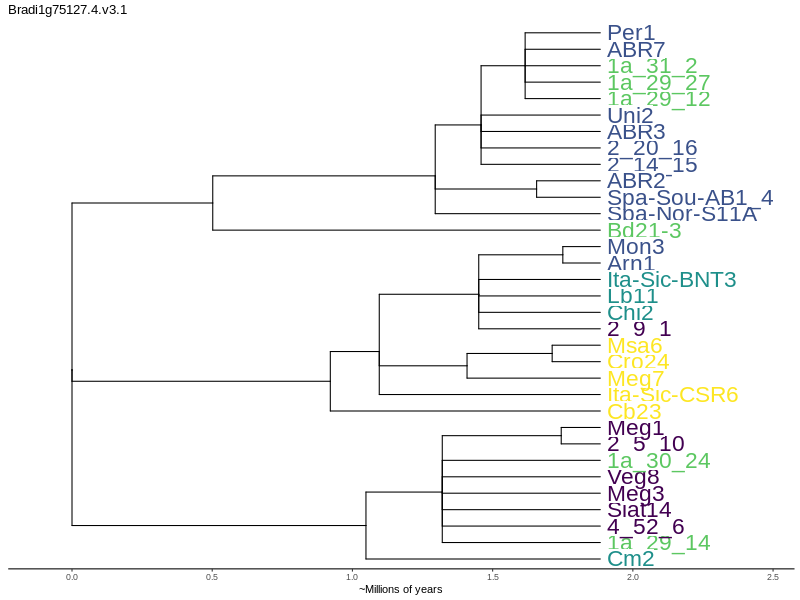 Bradi1g75127.4.v3.1
Per1
ABR7
1a_31_2
1a_29_27
1a_29_12
Uni2
ABR3
2_20_16
2_14_15
ABR2
Spa-Sou-AB1_4
Spa-Nor-S11A
Bd21-3
Mon3
Arn1
Ita-Sic-BNT3
Lb11
Chi2
2_9_1
Msa6
Cro24
Meg7
Ita-Sic-CSR6
Cb23
Meg1
2_5_10
1a_30_24
Veg8
Meg3
Siat14
4_52_6
1a_29_14
Cm2
0.0 0.5 1.0 1.5 2.0 2.5
~Millions of years